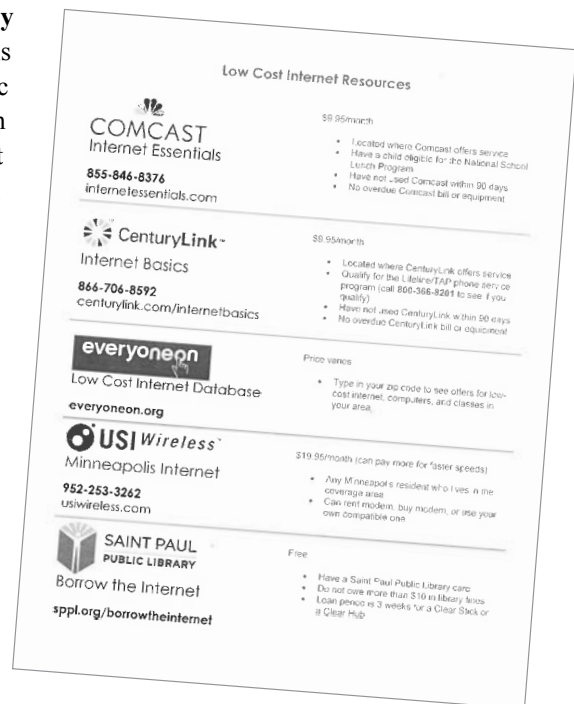 y
s
c
n
t
Low Cost Internet Resources
COMCAST
Internet Essentials
855-846-8376
internetessentials.com
$9.95/month
• Located where Comcast offers service
• Have a child eligible for the National School
Lunch Program
• Have not used Comcast within 90 days
• No overdue Comcast bill or equipment
CenturyLink™
Internet Basics
866-706-8592
centurylink.com/internetbasics
$9.95/month
• Located where CenturyLink offers service
• Qualify for the Lifeline/TAP phone service
program (call 800-366-8201 to see if you
qualify)
• Have not used CenturyLink within 90 days
• No overdue CenturyLink bill or equipment
everyoneon
Low Cost Internet Database
everyoneon.org
Price varies
• Type in your zip code to see offers for low-
cost internet, computers, and classes in
your area.
USI Wireless
Minneapolis Internet
952-253-3262
usiwireless.com
$19.95/month (can pay more for faster speeds)
• Any Minneapolis resident who lives in the
coverage area
• Can rent modem, buy modem, or use your
own compatible one
SAINT PAUL
PUBLIC LIBRARY
Borrow the Internet
sppl.org/borrowtheinternet
Free
• Have a Saint Paul Public Library card
• Do not owe more than $10 in library fines
• Loan period is 3 weeks for a Clear Stick or
a Clear Hub